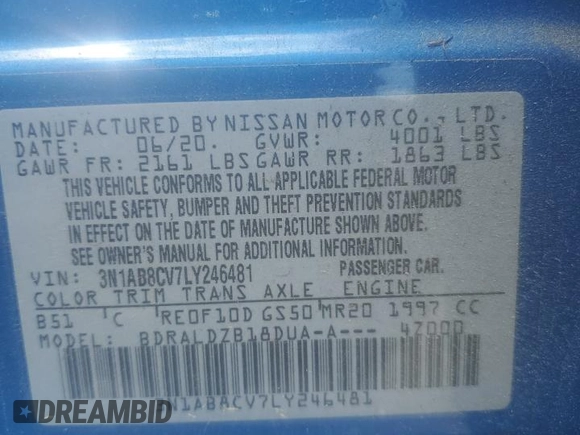 MANUFACTURED BY NISSAN MOTOR CO., LTD.
DATE: 06/20. GVWR: 4001 LBS
GAWR FR: 2161 LBS GAWR RR: 1863 LBS
THIS VEHICLE CONFORMS TO ALL APPLICABLE FEDERAL MOTOR
VEHICLE SAFETY, BUMPER AND THEFT PREVENTION STANDARDS
IN EFFECT ON THE DATE OF MANUFACTURE SHOWN ABOVE.
SEE OWNER'S MANUAL FOR ADDITIONAL INFORMATION.
VIN: 3N1AB8CV7LY246481 PASSENGER CAR.
COLOR TRIM TRANS AXLE ENGINE
B51 C RE0F10D GS50 MR20 1997 CC
MODEL: BDRALDZB18DUA-A--- 4Z000
N1AB8CV7LY246481
DREAMBID